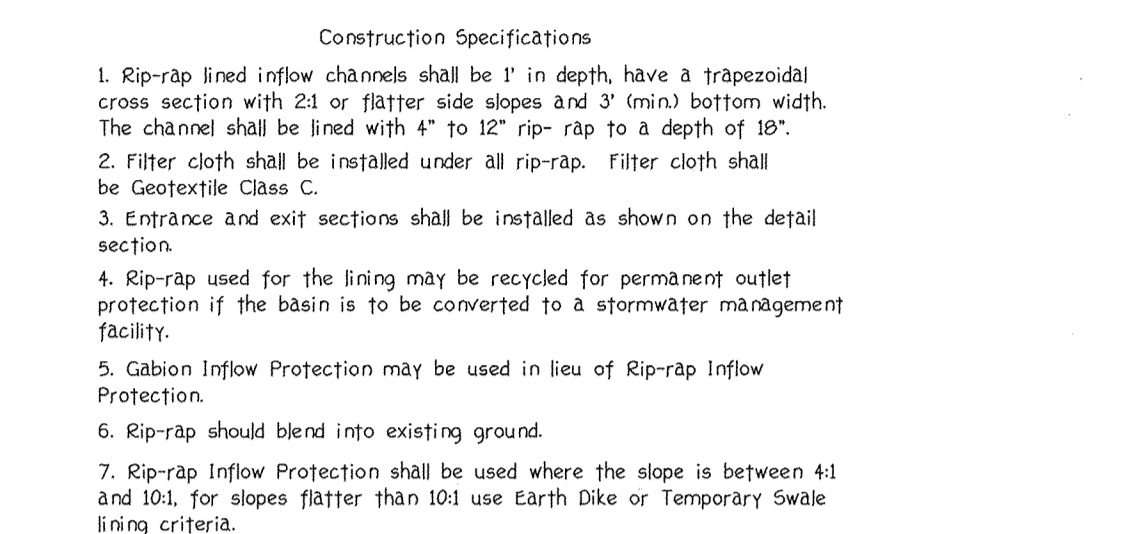 Construction Specifications
1. Rip-rap lined inflow channels shall be 1' in depth, have a trapezoidal
cross section with 2:1 or flatter side slopes and 3' (min.) bottom width.
The channel shall be lined with 4" to 12" rip- rap to a depth of 18".
2. Filter cloth shall be installed under all rip-rap. Filter cloth shall
be Geotextile Class C.
3. Entrance and exit sections shall be installed as shown on the detail
section.
4. Rip-rap used for the lining may be recycled for permanent outlet
protection if the basin is to be converted to a stormwater management
facility.
5. Gabion Inflow Protection may be used in lieu of Rip-rap Inflow
Protection.
6. Rip-rap should blend into existing ground.
7. Rip-rap Inflow Protection shall be used where the slope is between 4:1
and 10:1, for slopes flatter than 10:1 use Earth Dike or Temporary Swale
lining criteria.